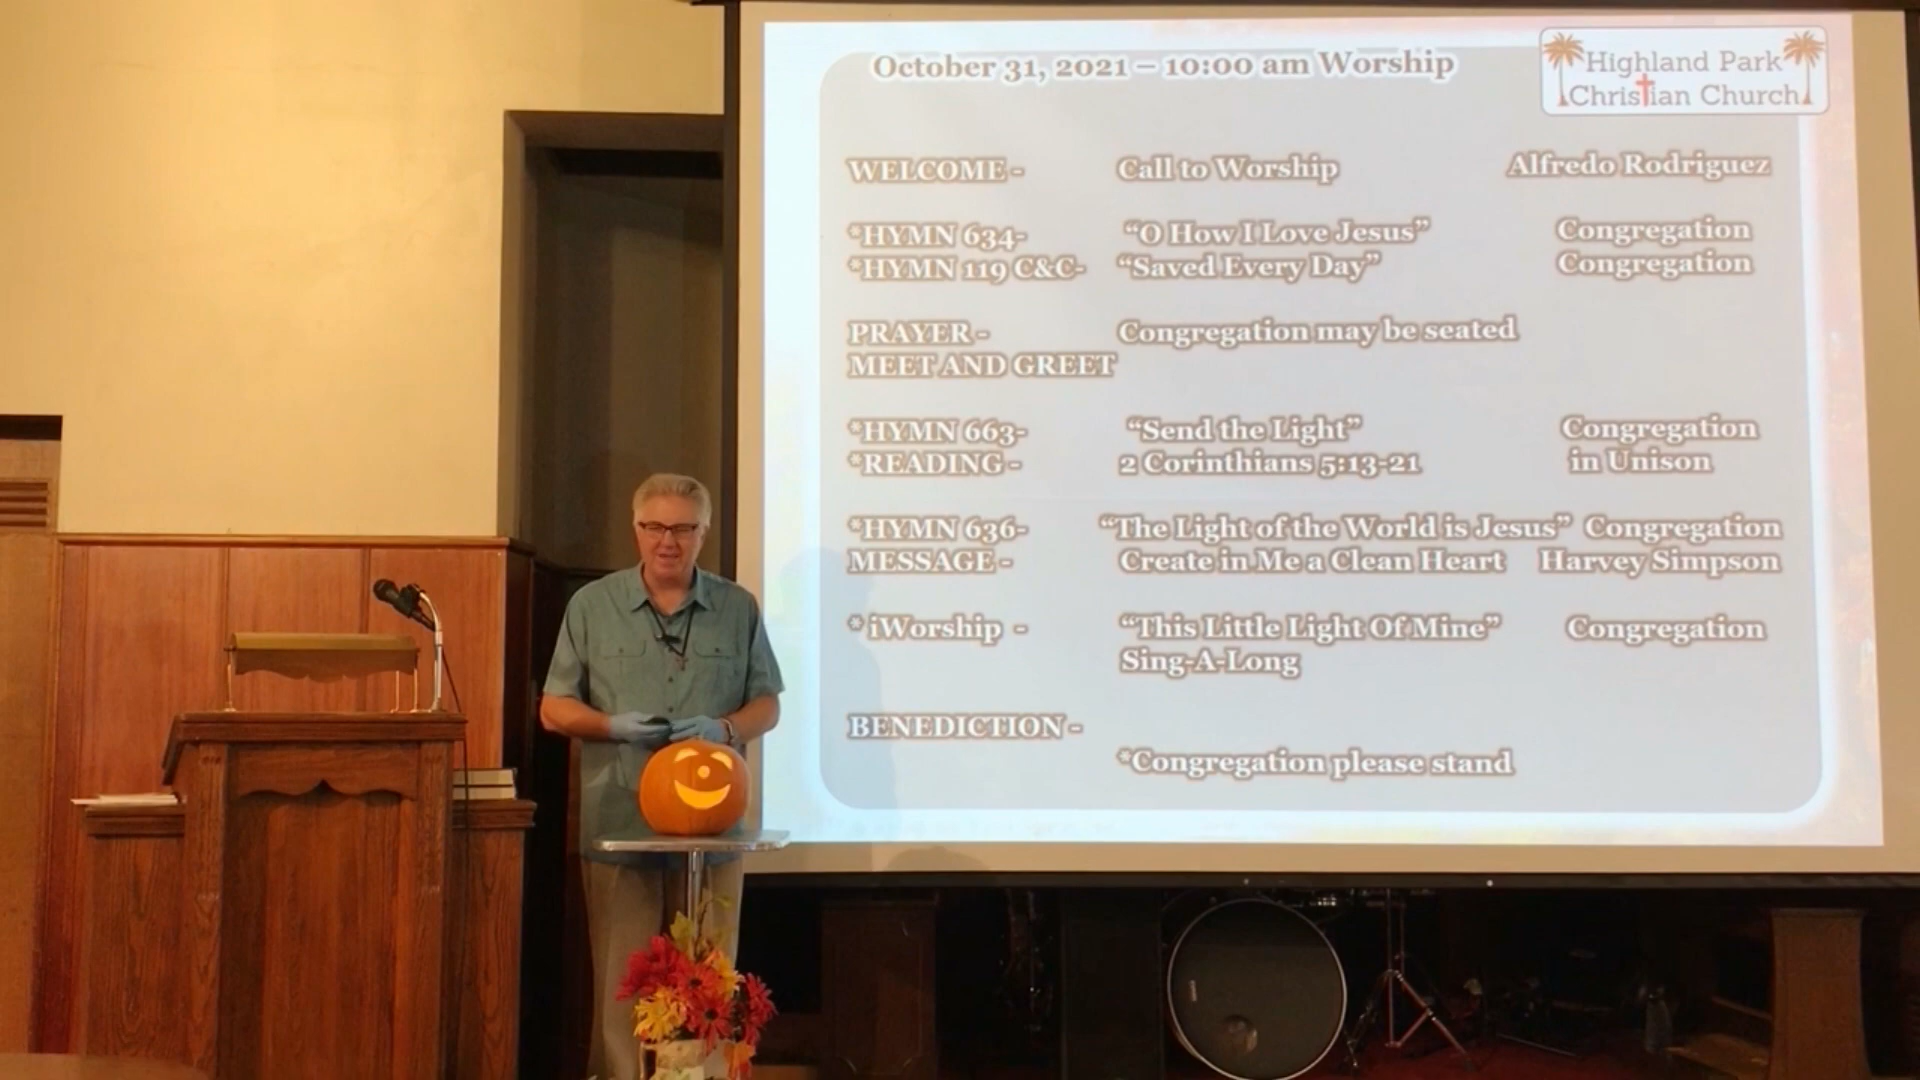 October 31, 2021 – 10:00 am Worship
Highland Park
Christian Church
WELCOME - Call to Worship Alfredo Rodriguez
*HYMN 634- “O How I Love Jesus” Congregation
*HYMN 119 C&C- “Saved Every Day” Congregation
PRAYER - Congregation may be seated
MEET AND GREET
*HYMN 663- “Send the Light” Congregation
*READING - 2 Corinthians 5:13-21 in Unison
*HYMN 636- “The Light of the World is Jesus” Congregation
MESSAGE - Create in Me a Clean Heart Harvey Simpson
* iWorship - “This Little Light Of Mine” Congregation
Sing-A-Long
BENEDICTION -
*Congregation please stand